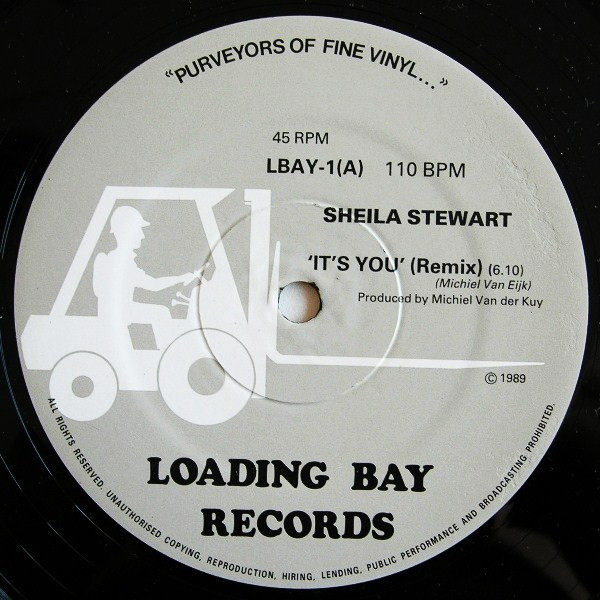 “PURVEYORS OF FINE VINYL...”
45 RPM
LBAY-1(A) 110 BPM
SHEILA STEWART
‘IT’S YOU’ (Remix) (6.10)
(Michiel Van Eijk)
Produced by Michiel Van der Kuy
© 1989
LOADING BAY
RECORDS
ALL RIGHTS RESERVED. UNAUTHORISED COPYING, REPRODUCTION, HIRING, LENDING, PUBLIC PERFORMANCE AND BROADCASTING PROHIBITED.